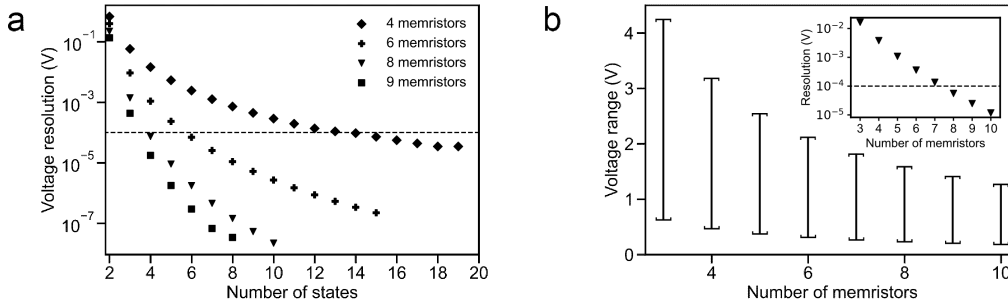 a
Voltage resolution (V)
10⁻¹
10⁻³
10⁻⁵
10⁻⁷
4 memristors
6 memristors
8 memristors
9 memristors
2 4 6 8 10 12 14 16 18 20
Number of states
b
Voltage range (V)
4
3
2
1
0
Resolution (V)
10⁻²
10⁻³
10⁻⁴
10⁻⁵
3 4 5 6 7 8 9 10
Number of memristors
4 6 8 10
Number of memristors